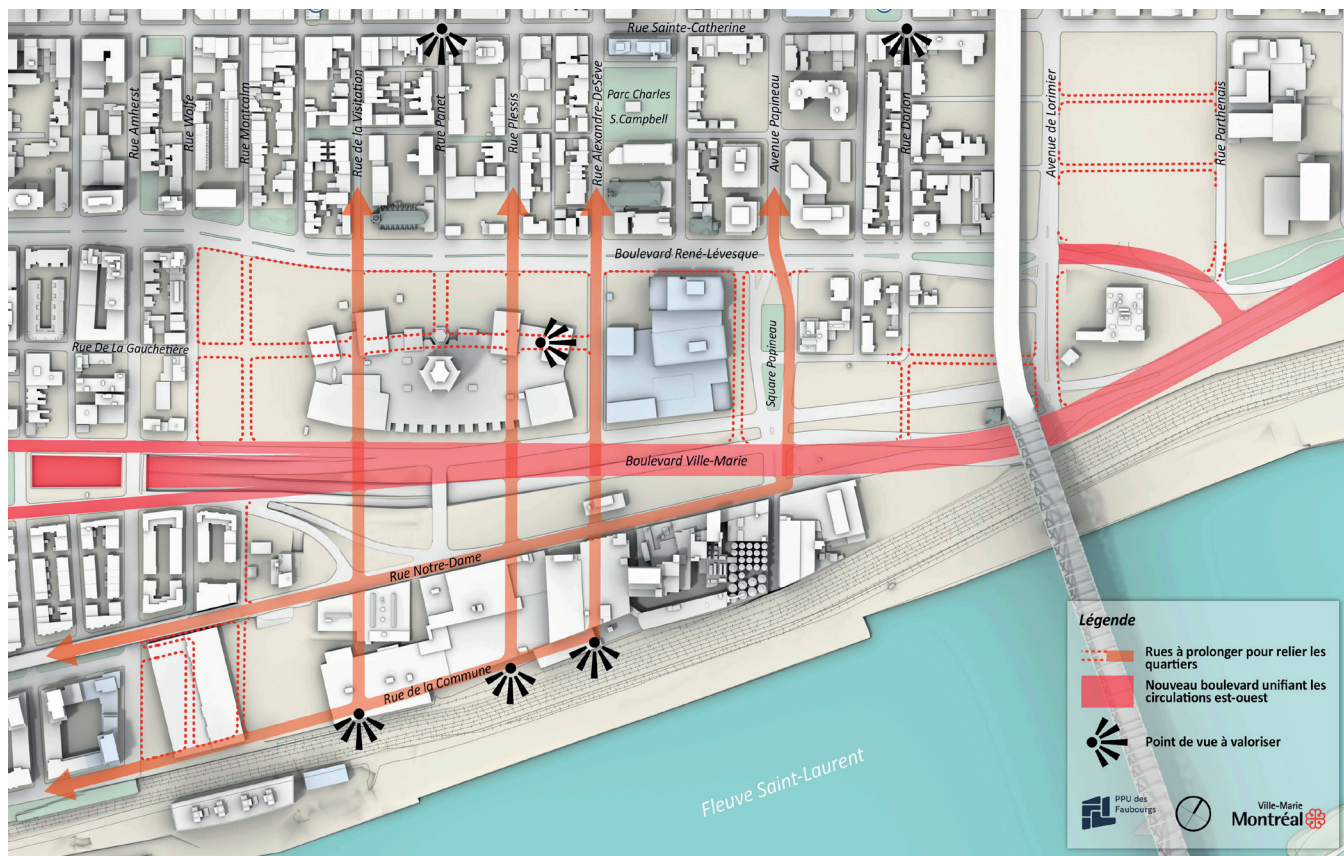 Rue Sainte-Catherine
Rue Amherst
Rue Wolfe
Rue Montcalm
Rue de la Visitation
Rue Panet
Rue Plessis
Rue Alexandre-DeSève
Parc Charles
S.Campbell
Avenue Papineau
Rue Dorion
Avenue de Lorimier
Rue Parthenais
Boulevard René-Lévesque
Rue De La Gauchetière
Square Papineau
Boulevard Ville-Marie
Rue Notre-Dame
Rue de la Commune
Fleuve Saint-Laurent
Légende
Rues à prolonger pour relier les
quartiers
Nouveau boulevard unifiant les
circulations est-ouest
Point de vue à valoriser
PPU des
Faubourgs
Ville-Marie
Montréal